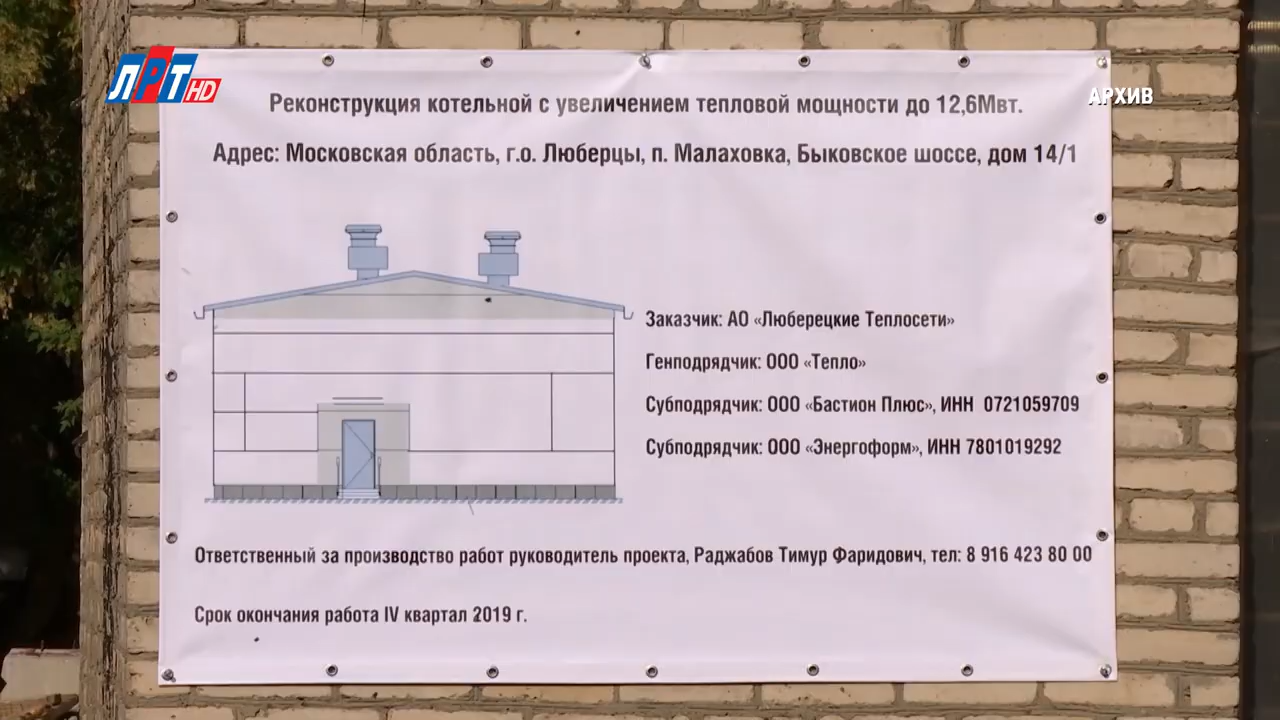 ЛРТ HD
АРХИВ
Реконструкция котельной с увеличением тепловой мощности до 12,6Мвт.
Адрес: Московская область, г.о. Люберцы, п. Малаховка, Быковское шоссе, дом 14/1
Заказчик: АО «Люберецкие Теплосети»
Генподрядчик: ООО «Тепло»
Субподрядчик: ООО «Бастион Плюс», ИНН 0721059709
Субподрядчик: ООО «Энергоформ», ИНН 7801019292
Ответственный за производство работ руководитель проекта, Раджабов Тимур Фаридович, тел: 8 916 423 80 00
Срок окончания работа IV квартал 2019 г.